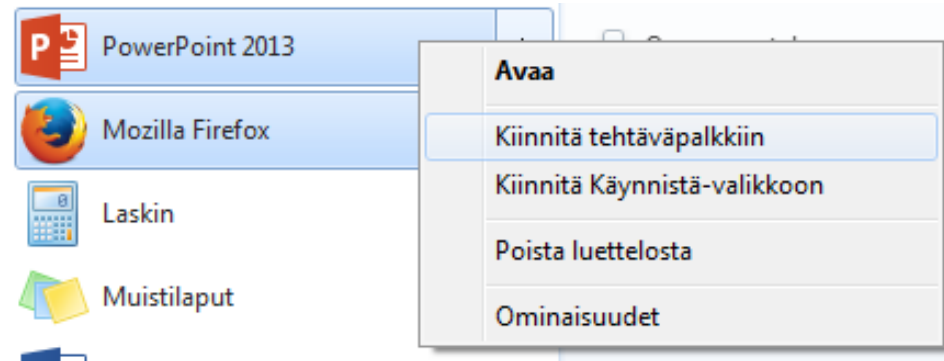 PowerPoint 2013
Avaa
Mozilla Firefox
Kiinnitä tehtäväpalkkiin
Kiinnitä Käynnistä-valikkoon
Laskin
Poista luettelosta
Muistilaput
Ominaisuudet